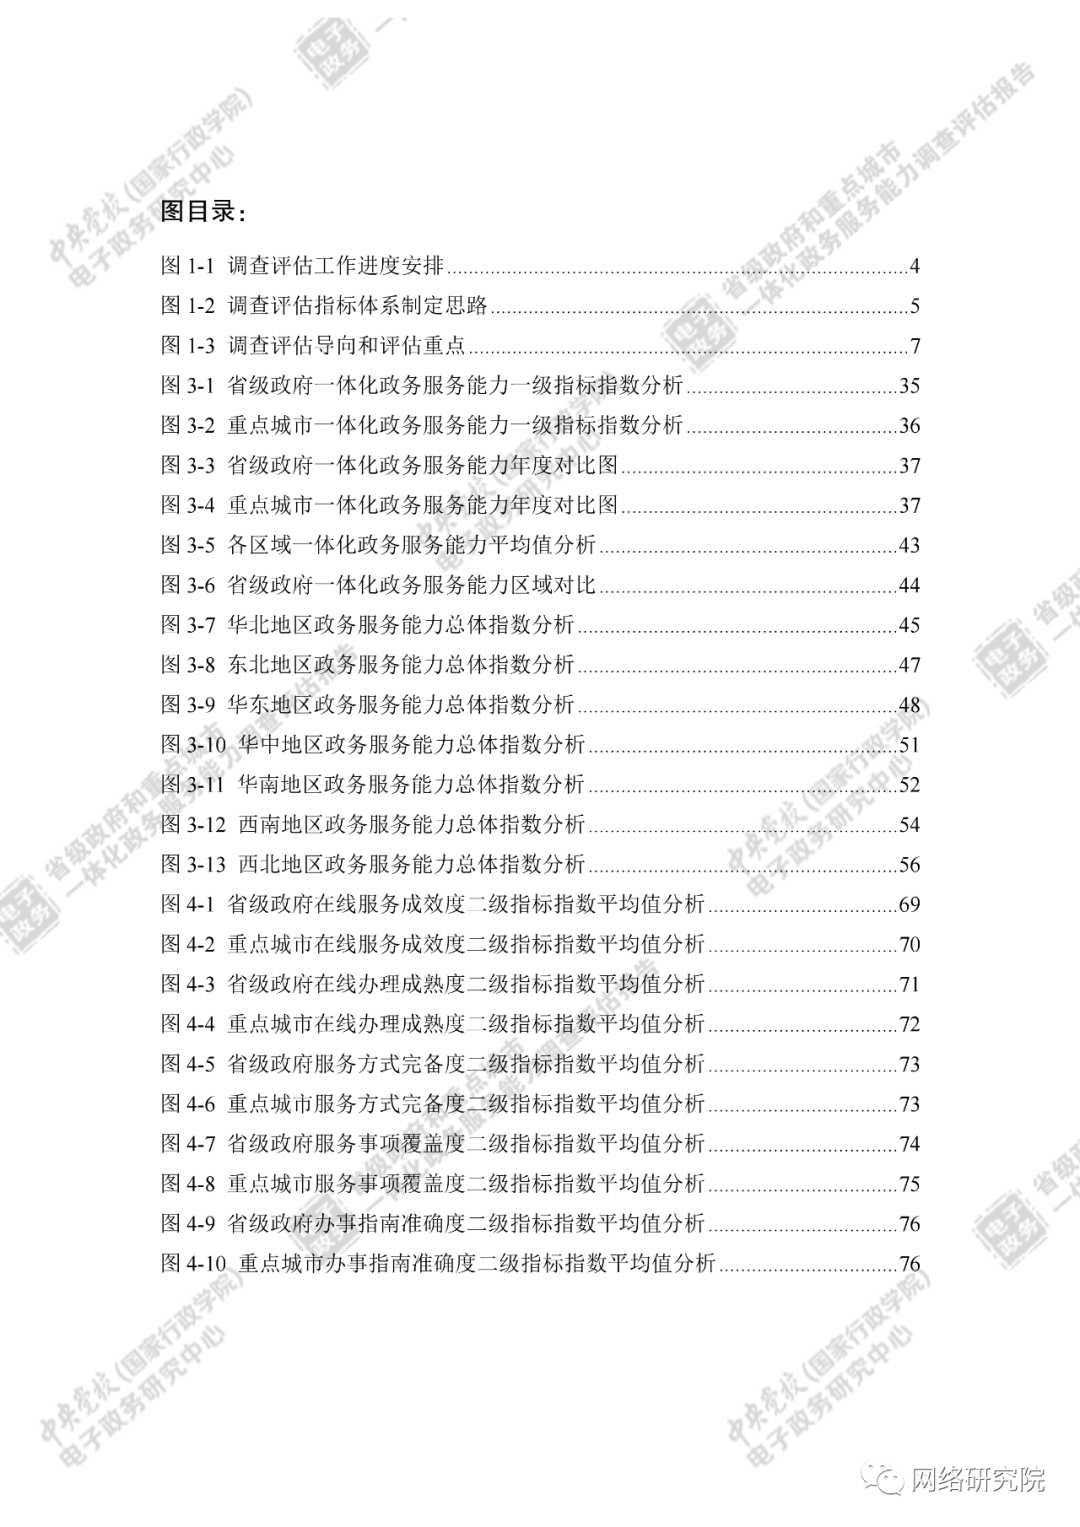 图目录：
图 1-1 调查评估工作进度安排........................4
图 1-2 调查评估指标体系制定思路........................5
图 1-3 调查评估导向和评估重点........................7
图 3-1 省级政府一体化政务服务能力一级指标指数分析........................35
图 3-2 重点城市一体化政务服务能力一级指标指数分析........................36
图 3-3 省级政府一体化政务服务能力年度对比图........................37
图 3-4 重点城市一体化政务服务能力年度对比图........................37
图 3-5 各区域一体化政务服务能力平均值分析........................43
图 3-6 省级政府一体化政务服务能力区域对比........................44
图 3-7 华北地区政务服务能力总体指数分析........................45
图 3-8 东北地区政务服务能力总体指数分析........................47
图 3-9 华东地区政务服务能力总体指数分析........................48
图 3-10 华中地区政务服务能力总体指数分析........................51
图 3-11 华南地区政务服务能力总体指数分析........................52
图 3-12 西南地区政务服务能力总体指数分析........................54
图 3-13 西北地区政务服务能力总体指数分析........................56
图 4-1 省级政府在线服务成效度二级指标指数平均值分析........................69
图 4-2 重点城市在线服务成效度二级指标指数平均值分析........................70
图 4-3 省级政府在线办理成熟度二级指标指数平均值分析........................71
图 4-4 重点城市在线办理成熟度二级指标指数平均值分析........................72
图 4-5 省级政府服务方式完备度二级指标指数平均值分析........................73
图 4-6 重点城市服务方式完备度二级指标指数平均值分析........................73
图 4-7 省级政府服务事项覆盖度二级指标指数平均值分析........................74
图 4-8 重点城市服务事项覆盖度二级指标指数平均值分析........................75
图 4-9 省级政府办事指南准确度二级指标指数平均值分析........................76
图 4-10 重点城市办事指南准确度二级指标指数平均值分析........................76
中央党校（国家行政学院）
电子政务研究中心
电子政务
省级政府和重点城市
一体化政务服务能力调查评估报告
网络研究院